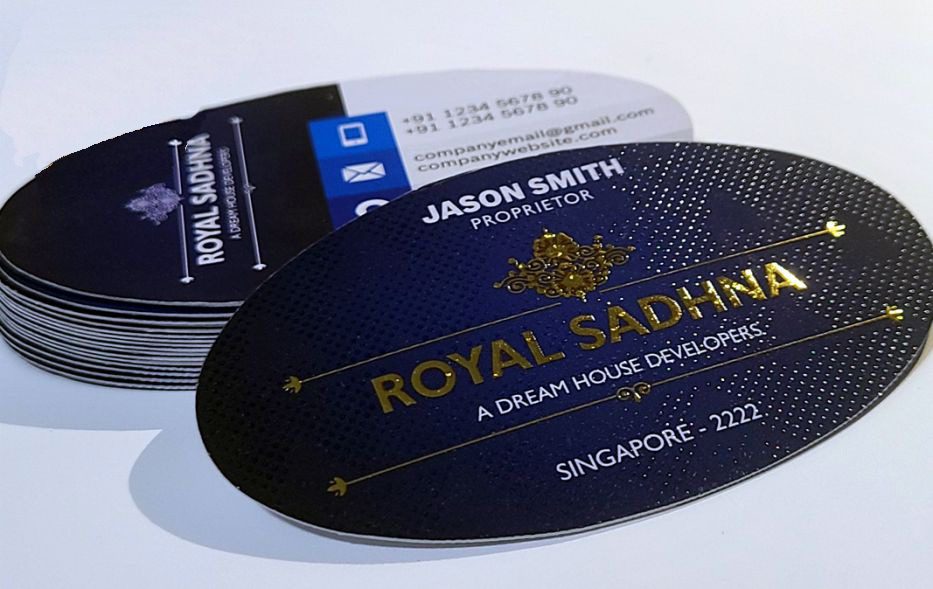 +91 1234 5678 90
+91 1234 5678 90
companyemail@gmail.com
companywebsite.com
ROYAL SADHNA
A DREAM HOUSE DEVELOPERS
JASON SMITH
PROPRIETOR
ROYAL SADHNA
A DREAM HOUSE DEVELOPERS.
SINGAPORE - 2222